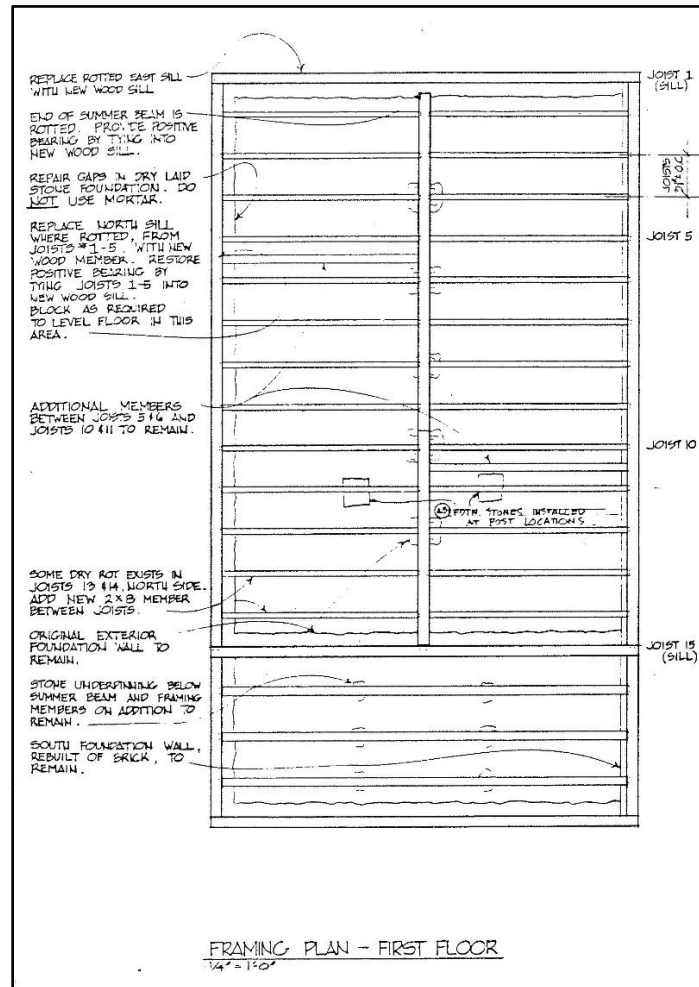 REPLACE ROTTED EAST SILL
WITH NEW WOOD SILL
END OF SUMMER BEAM IS
ROTTED. PROVIDE POSITIVE
BEARING BY TYING INTO
NEW WOOD SILL.
REPAIR GAPS IN DRY LAID
STONE FOUNDATION. DO
NOT USE MORTAR.
REPLACE NORTH SILL
WHERE ROTTED, FROM
JOISTS #1-5, WITH NEW
WOOD MEMBER. RESTORE
POSITIVE BEARING BY
TYING JOISTS 1-5 INTO
NEW WOOD SILL.
BLOCK AS REQUIRED
TO LEVEL FLOOR IN THIS
AREA.
ADDITIONAL MEMBERS
BETWEEN JOISTS 5 & 6 AND
JOISTS 10 & 11 TO REMAIN.
SOME DRY ROT EXISTS IN
JOISTS 13 & 14, NORTH SIDE.
ADD NEW 2x8 MEMBER
BETWEEN JOISTS.
ORIGINAL EXTERIOR
FOUNDATION WALL TO
REMAIN.
STONE UNDERPINNING BELOW
SUMMER BEAM AND FRAMING
MEMBERS ON ADDITION TO
REMAIN.
SOUTH FOUNDATION WALL,
REBUILT OF BRICK, TO
REMAIN.
JOIST 1
(SILL)
JOISTS
O.C.
JOIST 5
JOIST 10
FDTN. STONES INSTALLED
AT POST LOCATIONS
JOIST 15
(SILL)
FRAMING PLAN - FIRST FLOOR
1/4" = 1'-0"